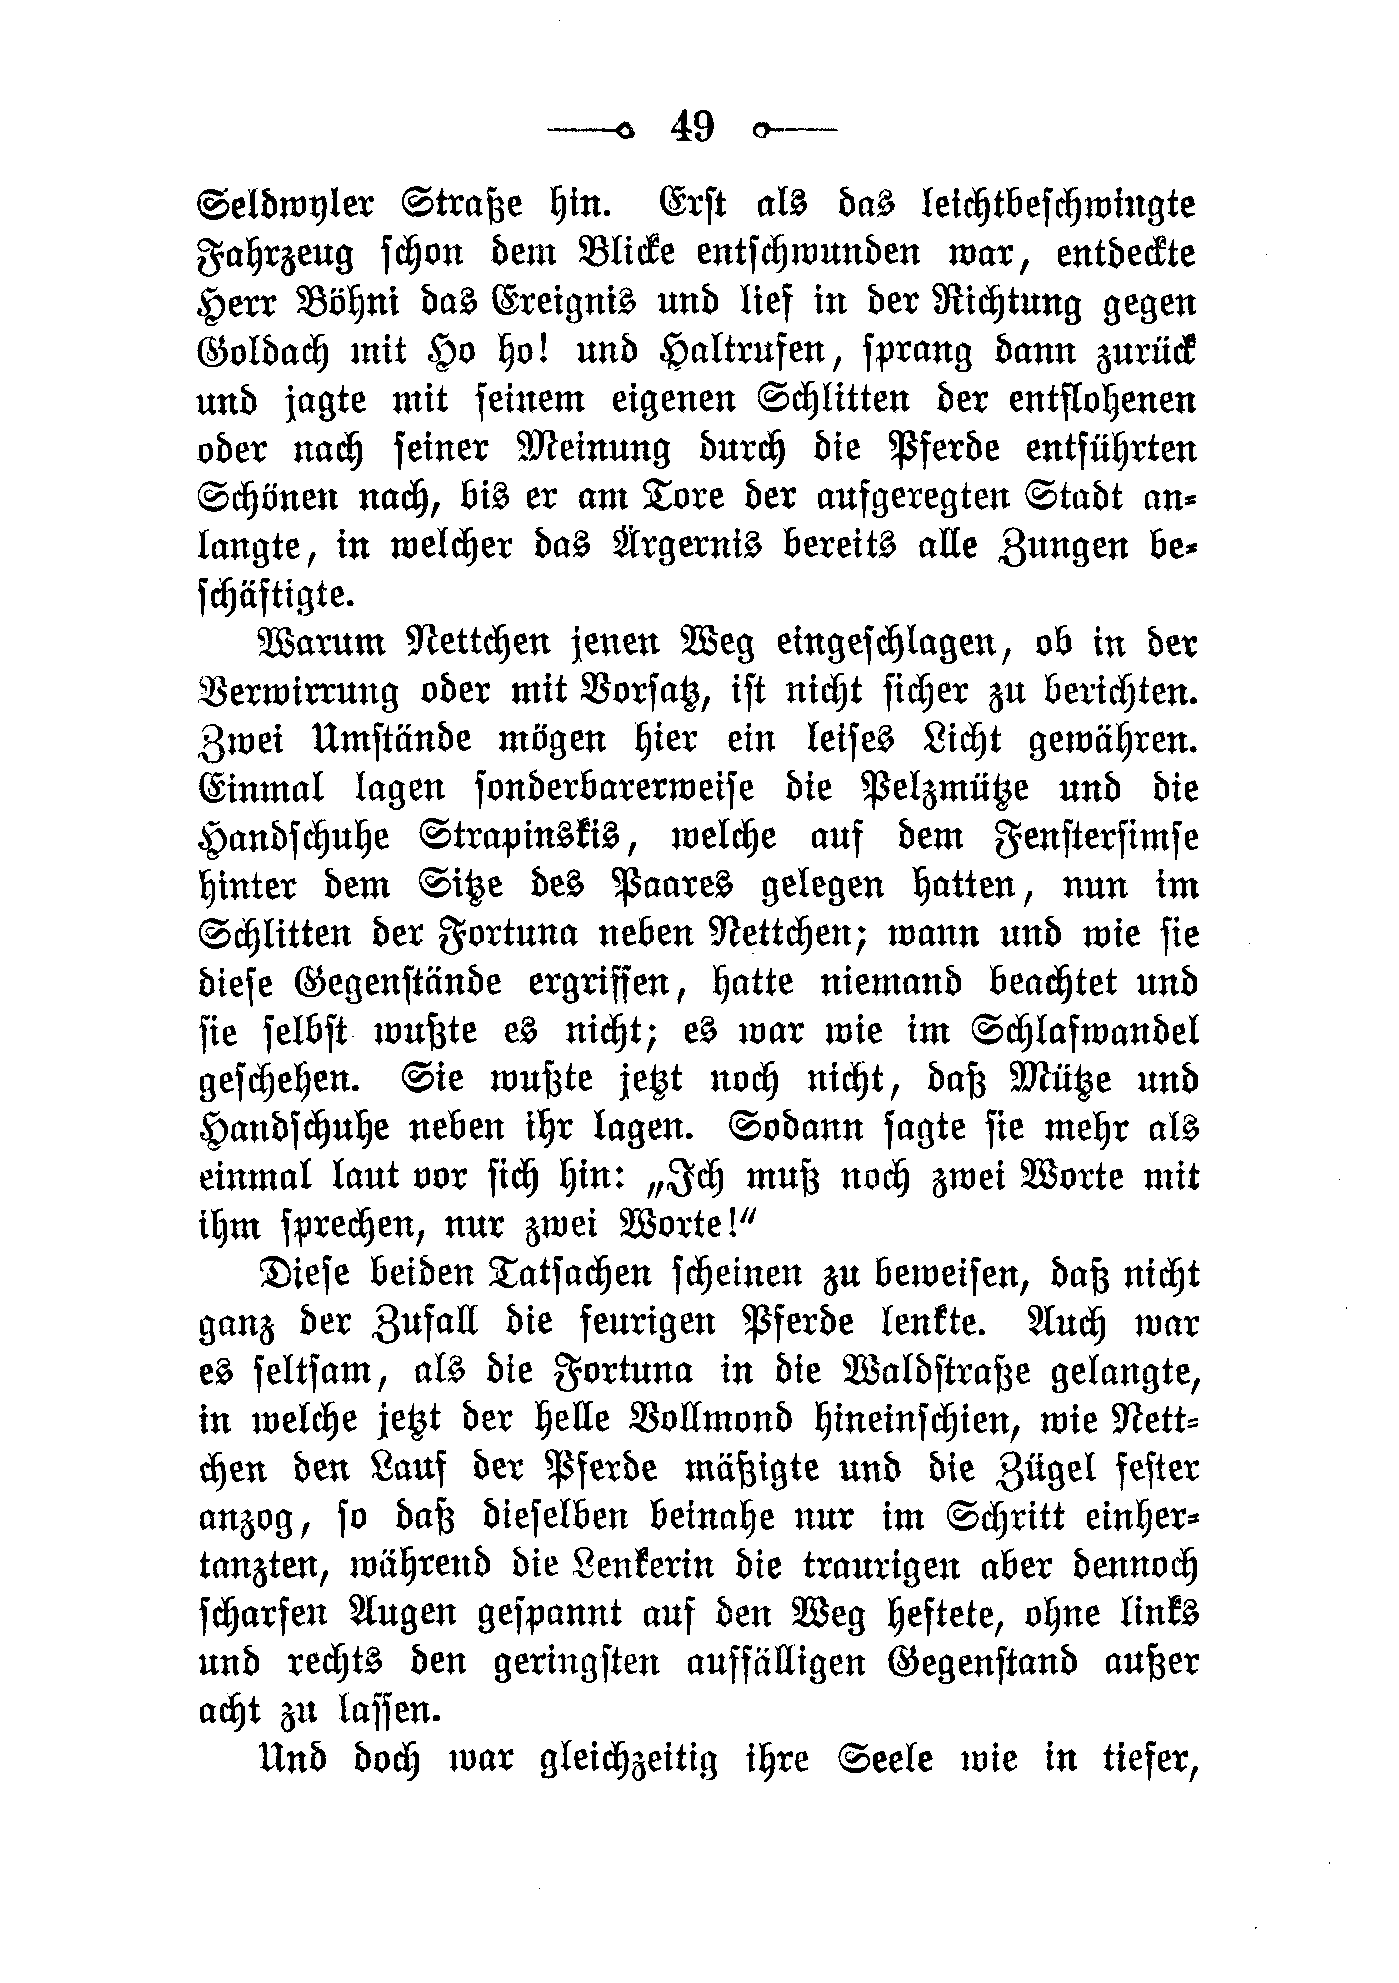 49
Seldwyler Straße hin. Erst als das leichtbeschwingte
Fahrzeug schon dem Blicke entschwunden war, entdeckte
Herr Böhni das Ereignis und lief in der Richtung gegen
Goldach mit Ho ho! und Haltrufen, sprang dann zurück
und jagte mit seinem eigenen Schlitten der entflohenen
oder nach seiner Meinung durch die Pferde entführten
Schönen nach, bis er am Tore der aufgeregten Stadt an-
langte, in welcher das Ärgernis bereits alle Zungen be-
schäftigte.
Warum Nettchen jenen Weg eingeschlagen, ob in der
Verwirrung oder mit Vorsatz, ist nicht sicher zu berichten.
Zwei Umstände mögen hier ein leises Licht gewähren.
Einmal lagen sonderbarerweise die Pelzmütze und die
Handschuhe Strapinskis, welche auf dem Fenstersimse
hinter dem Sitze des Paares gelegen hatten, nun im
Schlitten der Fortuna neben Nettchen; wann und wie sie
diese Gegenstände ergriffen, hatte niemand beachtet und
sie selbst wußte es nicht; es war wie im Schlafwandel
geschehen. Sie wußte jetzt noch nicht, daß Mütze und
Handschuhe neben ihr lagen. Sodann sagte sie mehr als
einmal laut vor sich hin: „Ich muß noch zwei Worte mit
ihm sprechen, nur zwei Worte!“
Diese beiden Tatsachen scheinen zu beweisen, daß nicht
ganz der Zufall die feurigen Pferde lenkte. Auch war
es seltsam, als die Fortuna in die Waldstraße gelangte,
in welche jetzt der helle Vollmond hineinschien, wie Nett-
chen den Lauf der Pferde mäßigte und die Zügel fester
anzog, so daß dieselben beinahe nur im Schritt einher-
tanzten, während die Lenkerin die traurigen aber dennoch
scharfen Augen gespannt auf den Weg heftete, ohne links
und rechts den geringsten auffälligen Gegenstand außer
acht zu lassen.
Und doch war gleichzeitig ihre Seele wie in tiefer,